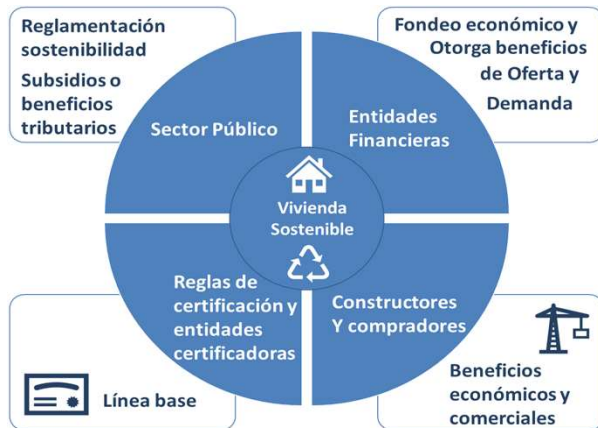 Reglamentación
sostenibilidad
Subsidios o
beneficios
tributarios
Fondeo económico y
Otorga beneficios
de Oferta y
Demanda
Sector Público
Entidades
Financieras
Vivienda
Sostenible
Reglas de
certificación y
entidades
certificadoras
Constructores
Y compradores
Línea base
Beneficios
económicos y
comerciales